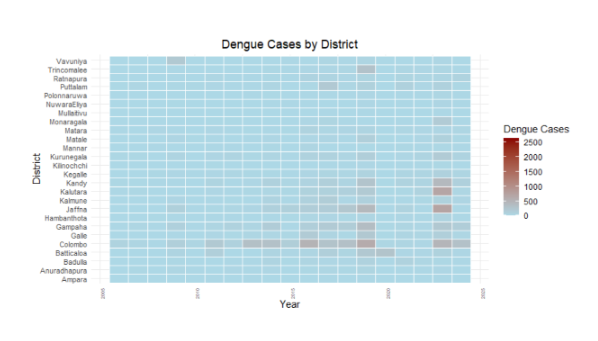 Dengue Cases by District
Vavuniya
Trincomalee
Ratnapura
Puttalam
Polonnaruwa
NuwaraEliya
Mullaitivu
Monaragala
Matara
Matale
Mannar
Kurunegala
Kilinochchi
Kegalle
Kandy
Kalutara
Kalmune
Jaffna
Hambanthota
Gampaha
Galle
Colombo
Batticaloa
Badulla
Anuradhapura
Ampara
District
2005
2010
2015
2020
2025
Year
Dengue Cases
2500
2000
1500
1000
500
0